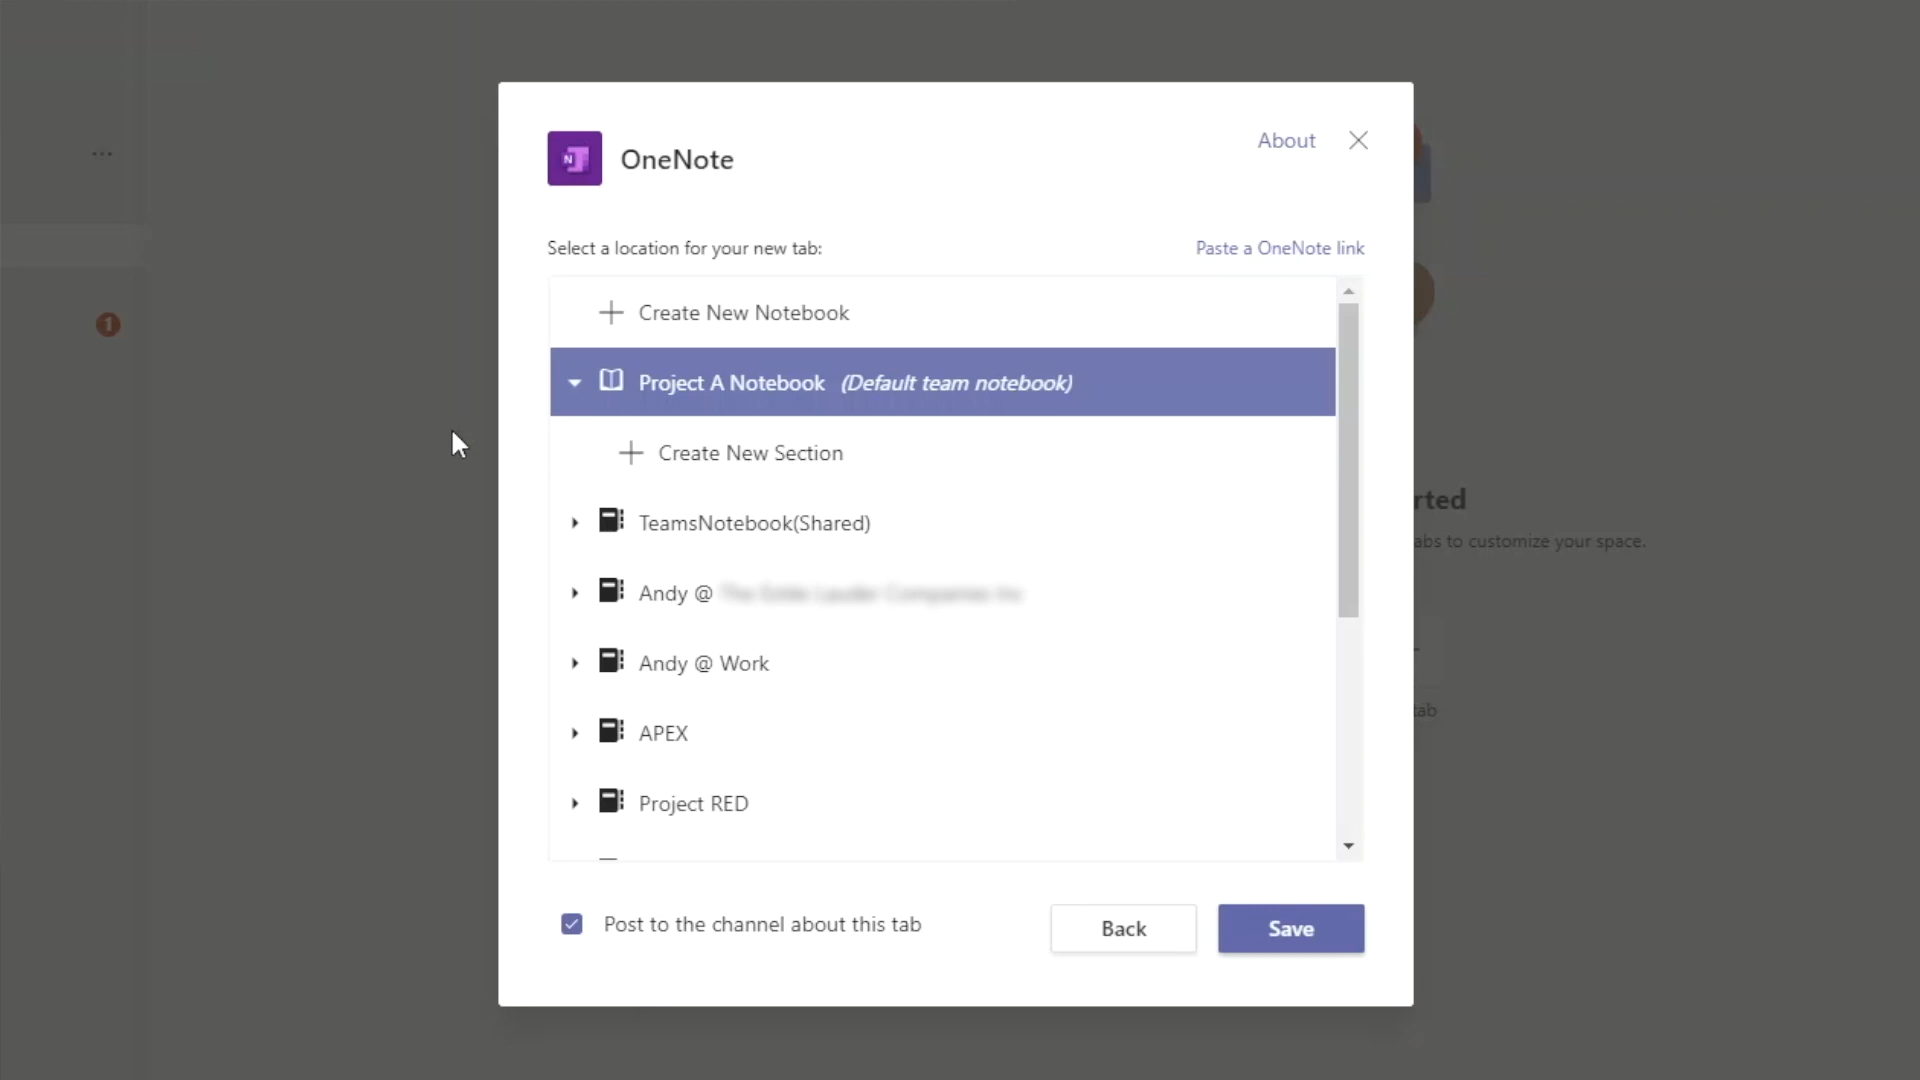 OneNote
About
Select a location for your new tab:
Paste a OneNote link
Create New Notebook
Project A Notebook (Default team notebook)
Create New Section
TeamsNotebook(Shared)
Andy @
Andy @ Work
APEX
Project RED
Post to the channel about this tab
Back
Save
...
1
rted
abs to customize your space.
tab